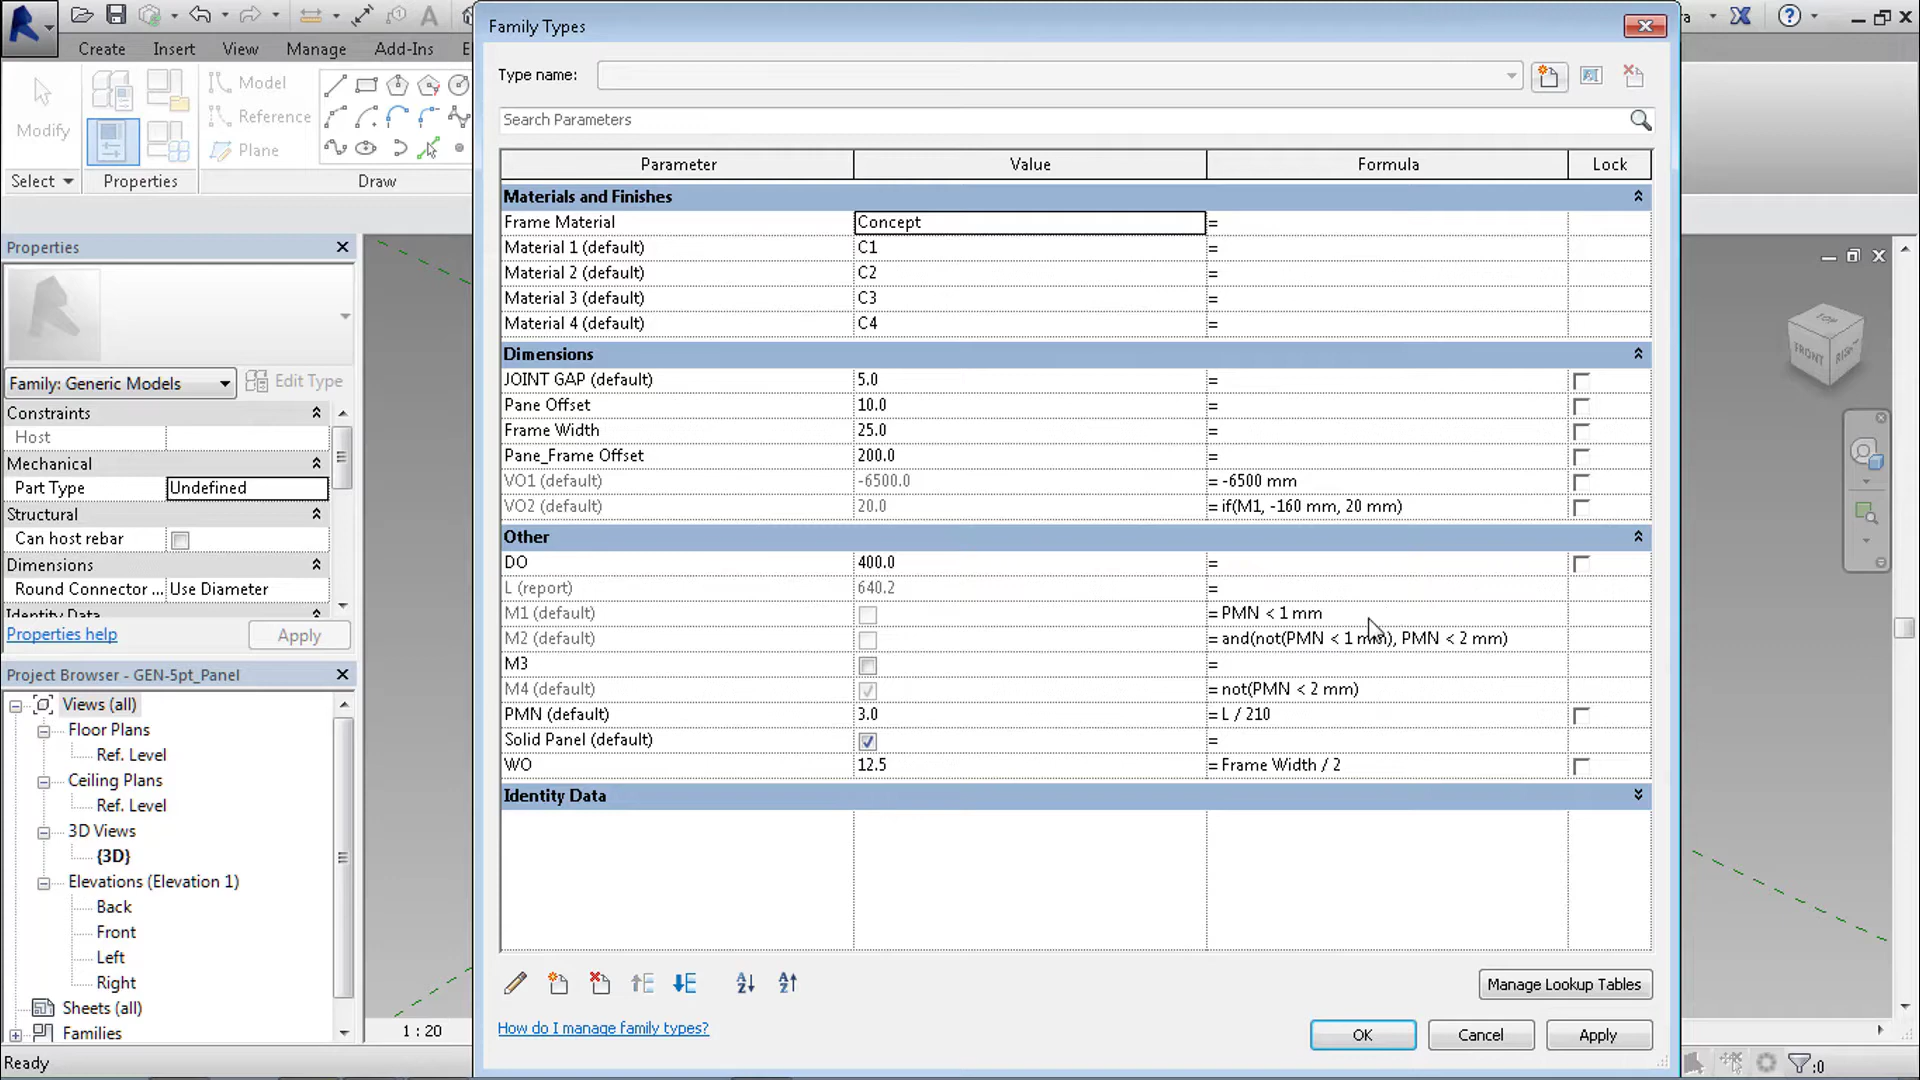 Create Insert View Manage Add-Ins
Modify
Select
Properties
Model
Reference
Plane
Draw
Properties
Family: Generic Models
Edit Type
Constraints
Host
Mechanical
Part Type Undefined
Structural
Can host rebar
Dimensions
Round Connector ... Use Diameter
Identity Data
Properties help
Apply
Project Browser - GEN-5pt_Panel
Views (all)
Floor Plans
Ref. Level
Ceiling Plans
Ref. Level
3D Views
{3D}
Elevations (Elevation 1)
Back
Front
Left
Right
Sheets (all)
Families
Ready
1 : 20
Family Types
Type name:
Search Parameters
Parameter Value Formula Lock
Materials and Finishes
Frame Material Concept =
Material 1 (default) C1 =
Material 2 (default) C2 =
Material 3 (default) C3 =
Material 4 (default) C4 =
Dimensions
JOINT GAP (default) 5.0 =
Pane Offset 10.0 =
Frame Width 25.0 =
Pane_Frame Offset 200.0 =
VO1 (default) -6500.0 = -6500 mm
VO2 (default) 20.0 = if(M1, -160 mm, 20 mm)
Other
DO 400.0 =
L (report) 640.2 =
M1 (default) = PMN < 1 mm
M2 (default) = and(not(PMN < 1 mm), PMN < 2 mm)
M3 =
M4 (default) = not(PMN < 2 mm)
PMN (default) 3.0 = L / 210
Solid Panel (default) =
WO 12.5 = Frame Width / 2
Identity Data
Manage Lookup Tables
How do I manage family types?
OK Cancel Apply
TOP
FRONT
:0